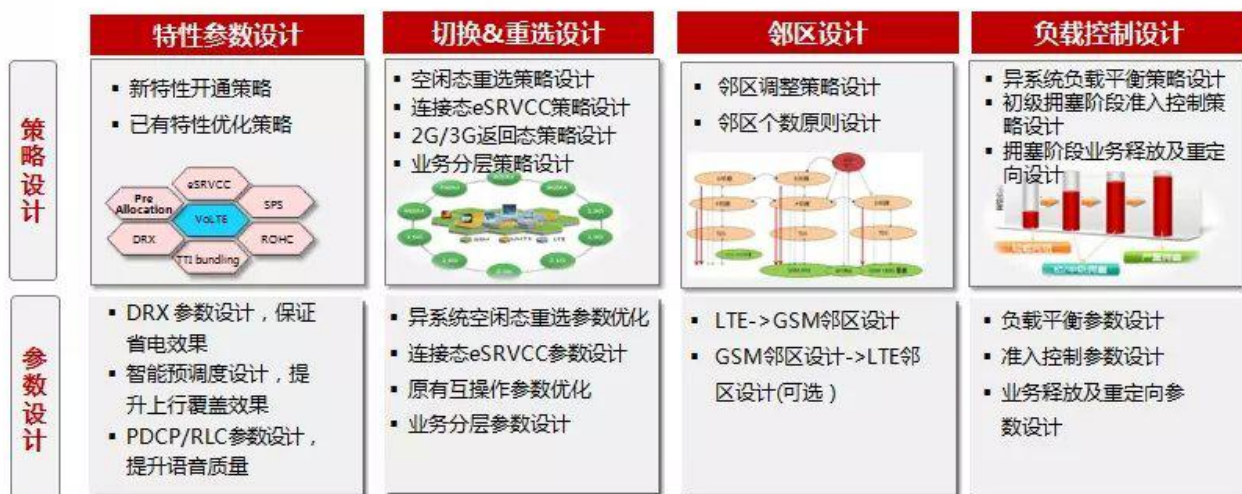 特性参数设计
切换&重选设计
邻区设计
负载控制设计
策略设计
▪ 新特性开通策略
▪ 已有特性优化策略
eSRVCC
Pre
Allocation
SPS
VoLTE
DRX
ROHC
TTI bundling
▪ 空闲态重选策略设计
▪ 连接态eSRVCC策略设计
▪ 2G/3G返回态策略设计
▪ 业务分层策略设计
GSM
UMTS
LTE
▪ 邻区调整策略设计
▪ 邻区个数原则设计
▪ 异系统负载平衡策略设计
▪ 初级拥塞阶段准入控制策
略设计
▪ 拥塞阶段业务释放及重定
向设计
参数设计
▪ DRX 参数设计，保证
省电效果
▪ 智能预调度设计，提
升上行覆盖效果
▪ PDCP/RLC参数设计，
提升语音质量
▪ 异系统空闲态重选参数优化
▪ 连接态eSRVCC参数设计
▪ 原有互操作参数优化
▪ 业务分层参数设计
▪ LTE->GSM邻区设计
▪ GSM邻区设计->LTE邻
区设计(可选）
▪ 负载平衡参数设计
▪ 准入控制参数设计
▪ 业务释放及重定向参
数设计